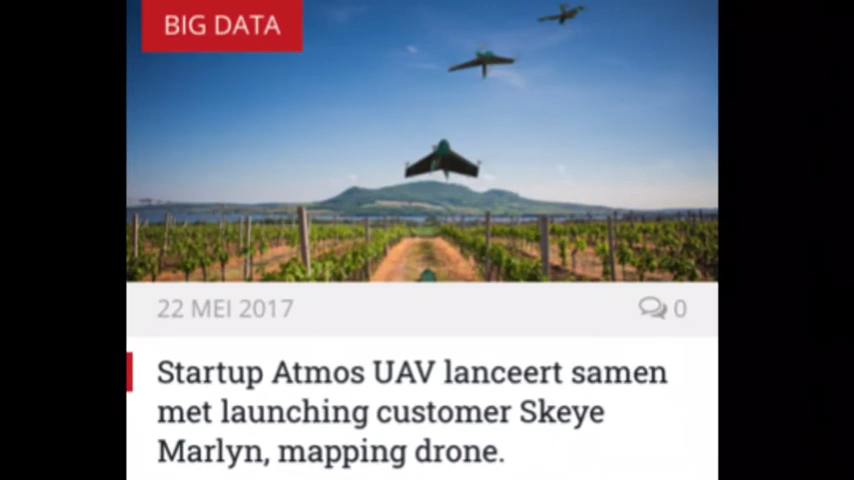 BIG DATA
22 MEI 2017
0
Startup Atmos UAV lanceert samen
met launching customer Skeye
Marlyn, mapping drone.